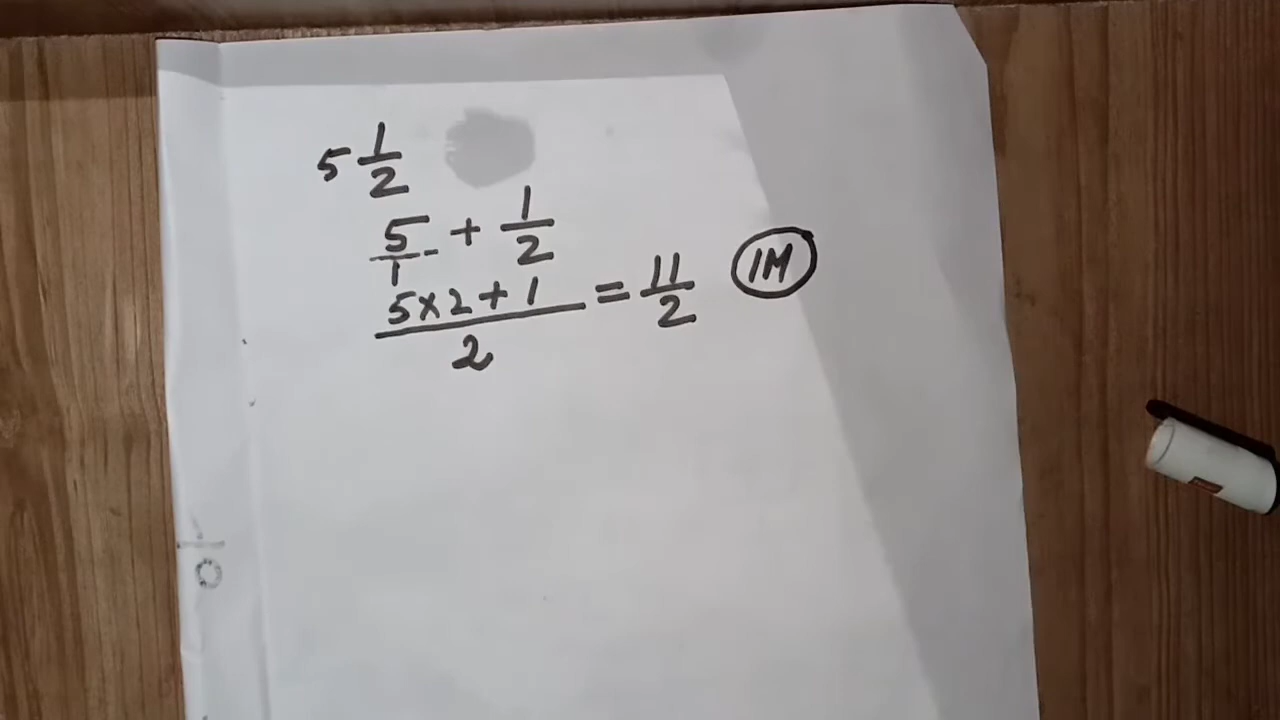 5 1/2
5/1 + 1/2
(5×2+1)/2 = 11/2 1M